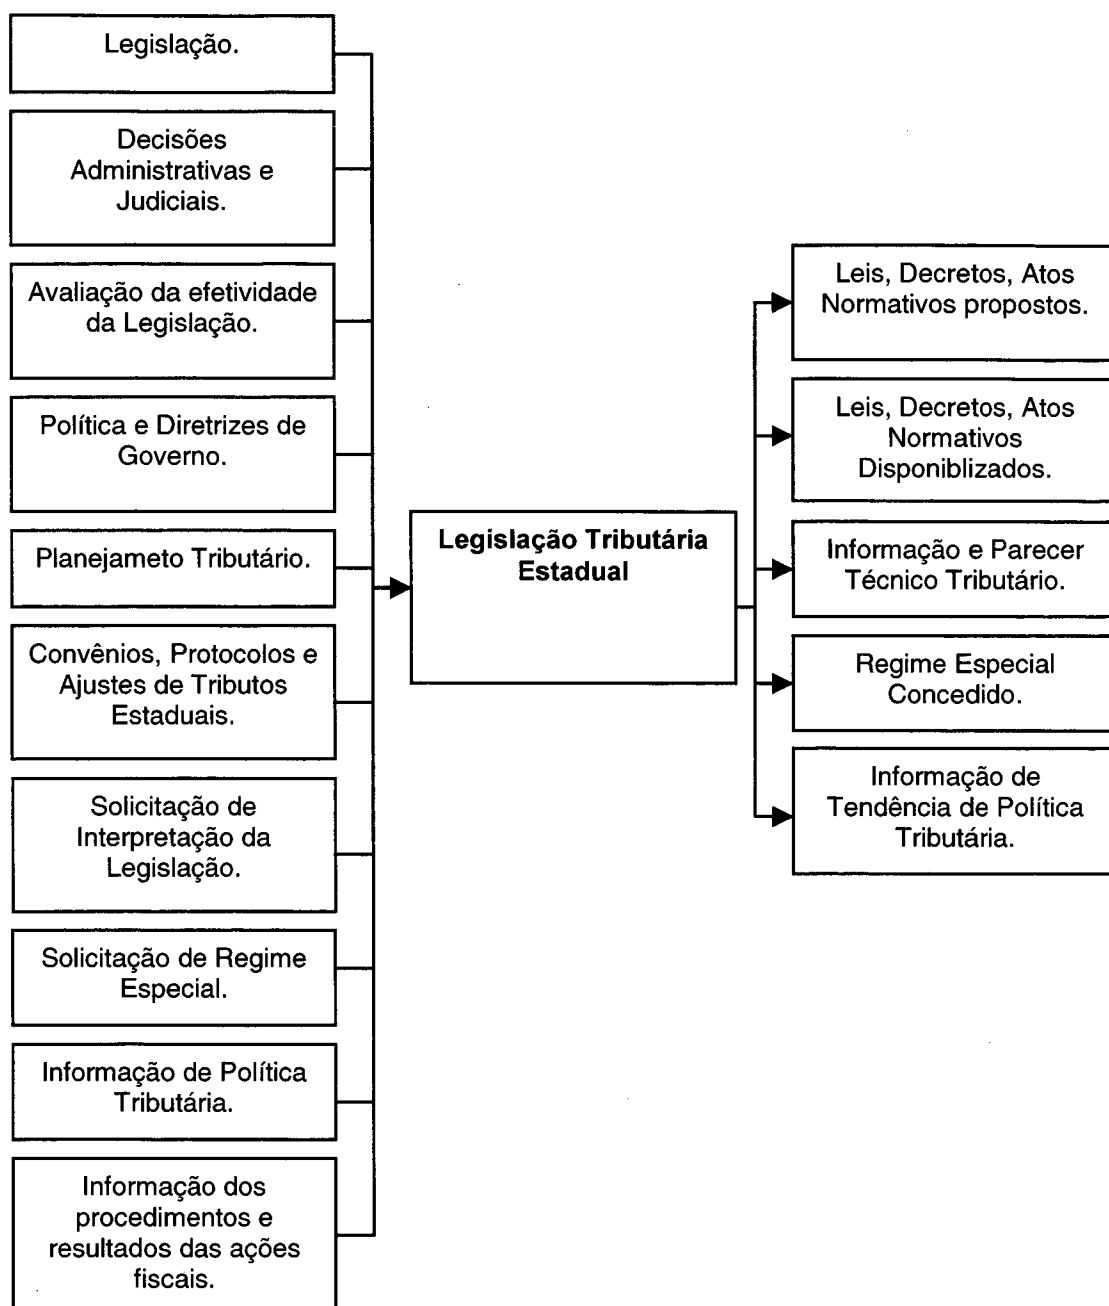 Legislação.
Decisões
Administrativas e
Judiciais.
Avaliação da efetividade
da Legislação.
Política e Diretrizes de
Governo.
Planejameto Tributário.
Convênios, Protocolos e
Ajustes de Tributos
Estaduais.
Solicitação de
Interpretação da
Legislação.
Solicitação de Regime
Especial.
Informação de Política
Tributária.
Informação dos
procedimentos e
resultados das ações
fiscais.
Legislação Tributária
Estadual
Leis, Decretos, Atos
Normativos propostos.
Leis, Decretos, Atos
Normativos
Disponiblizados.
Informação e Parecer
Técnico Tributário.
Regime Especial
Concedido.
Informação de
Tendência de Política
Tributária.